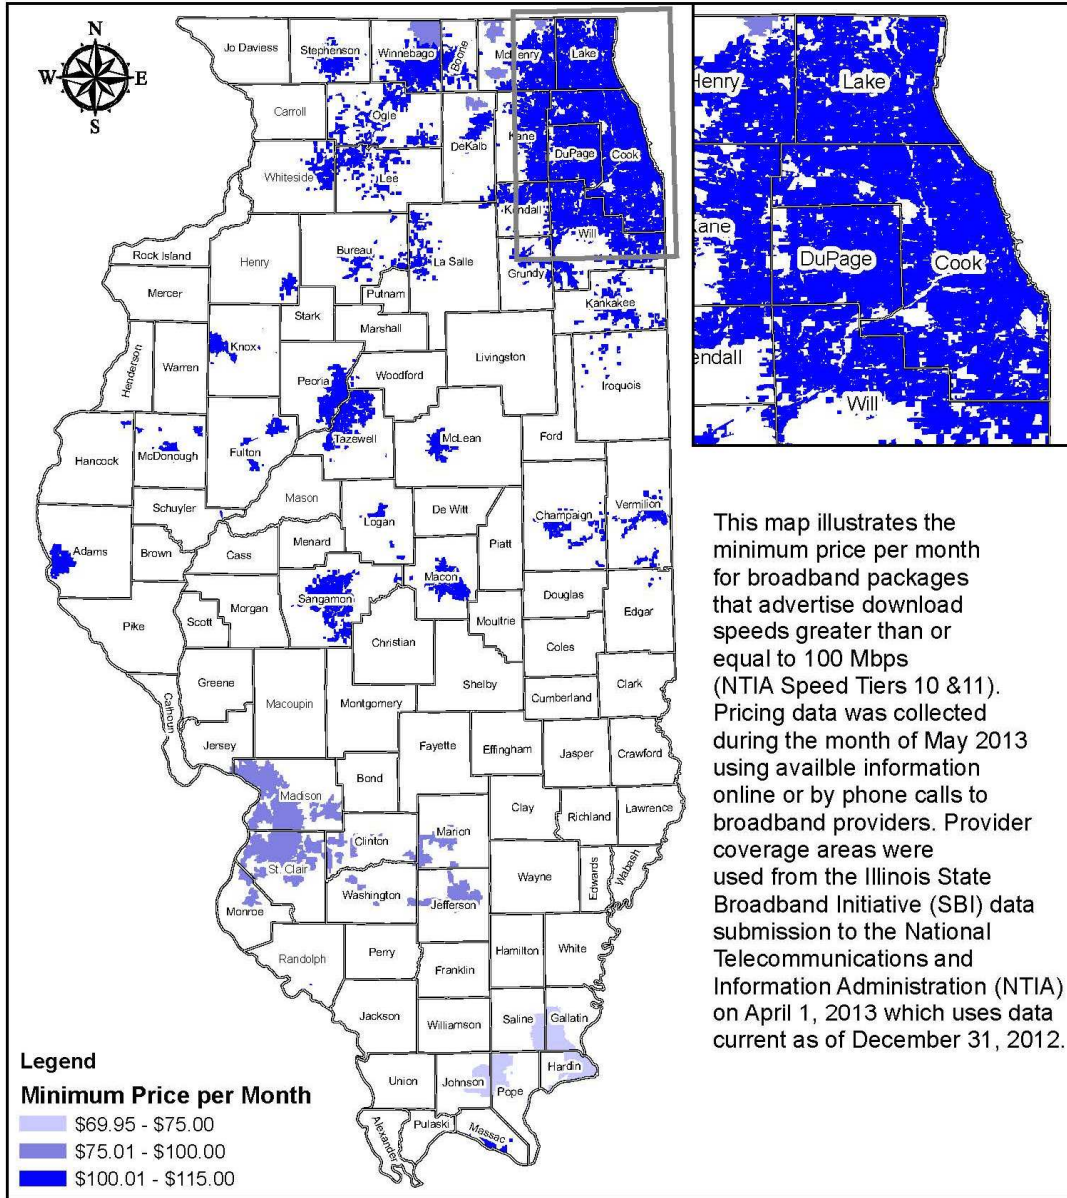 N
W E
S
Jo Daviess
Stephenson
Winnebago
Boone
McHenry
Lake
Carroll
Ogle
DeKalb
Kane
DuPage
Cook
Whiteside
Lee
Kendall
Will
Rock Island
Henry
Bureau
La Salle
Grundy
Mercer
Putnam
Kankakee
Stark
Marshall
Henderson
Warren
Knox
Peoria
Woodford
Livingston
Iroquois
Hancock
McDonough
Fulton
Tazewell
McLean
Ford
Mason
Schuyler
Logan
De Witt
Champaign
Vermilion
Adams
Brown
Cass
Menard
Macon
Piatt
Pike
Scott
Morgan
Sangamon
Christian
Moultrie
Douglas
Edgar
Coles
Greene
Calhoun
Macoupin
Montgomery
Shelby
Cumberland
Clark
Jersey
Fayette
Effingham
Jasper
Crawford
Madison
Bond
Clay
Richland
Lawrence
St. Clair
Clinton
Marion
Wayne
Edwards
Wabash
Monroe
Washington
Jefferson
Randolph
Perry
Hamilton
White
Franklin
Jackson
Williamson
Saline
Gallatin
Union
Johnson
Pope
Hardin
Alexander
Pulaski
Massac
Henry
Lake
Kane
DuPage
Cook
endall
Will
This map illustrates the
minimum price per month
for broadband packages
that advertise download
speeds greater than or
equal to 100 Mbps
(NTIA Speed Tiers 10 &11).
Pricing data was collected
during the month of May 2013
using availble information
online or by phone calls to
broadband providers. Provider
coverage areas were
used from the Illinois State
Broadband Initiative (SBI) data
submission to the National
Telecommunications and
Information Administration (NTIA)
on April 1, 2013 which uses data
current as of December 31, 2012.
Legend
Minimum Price per Month
$69.95 - $75.00
$75.01 - $100.00
$100.01 - $115.00